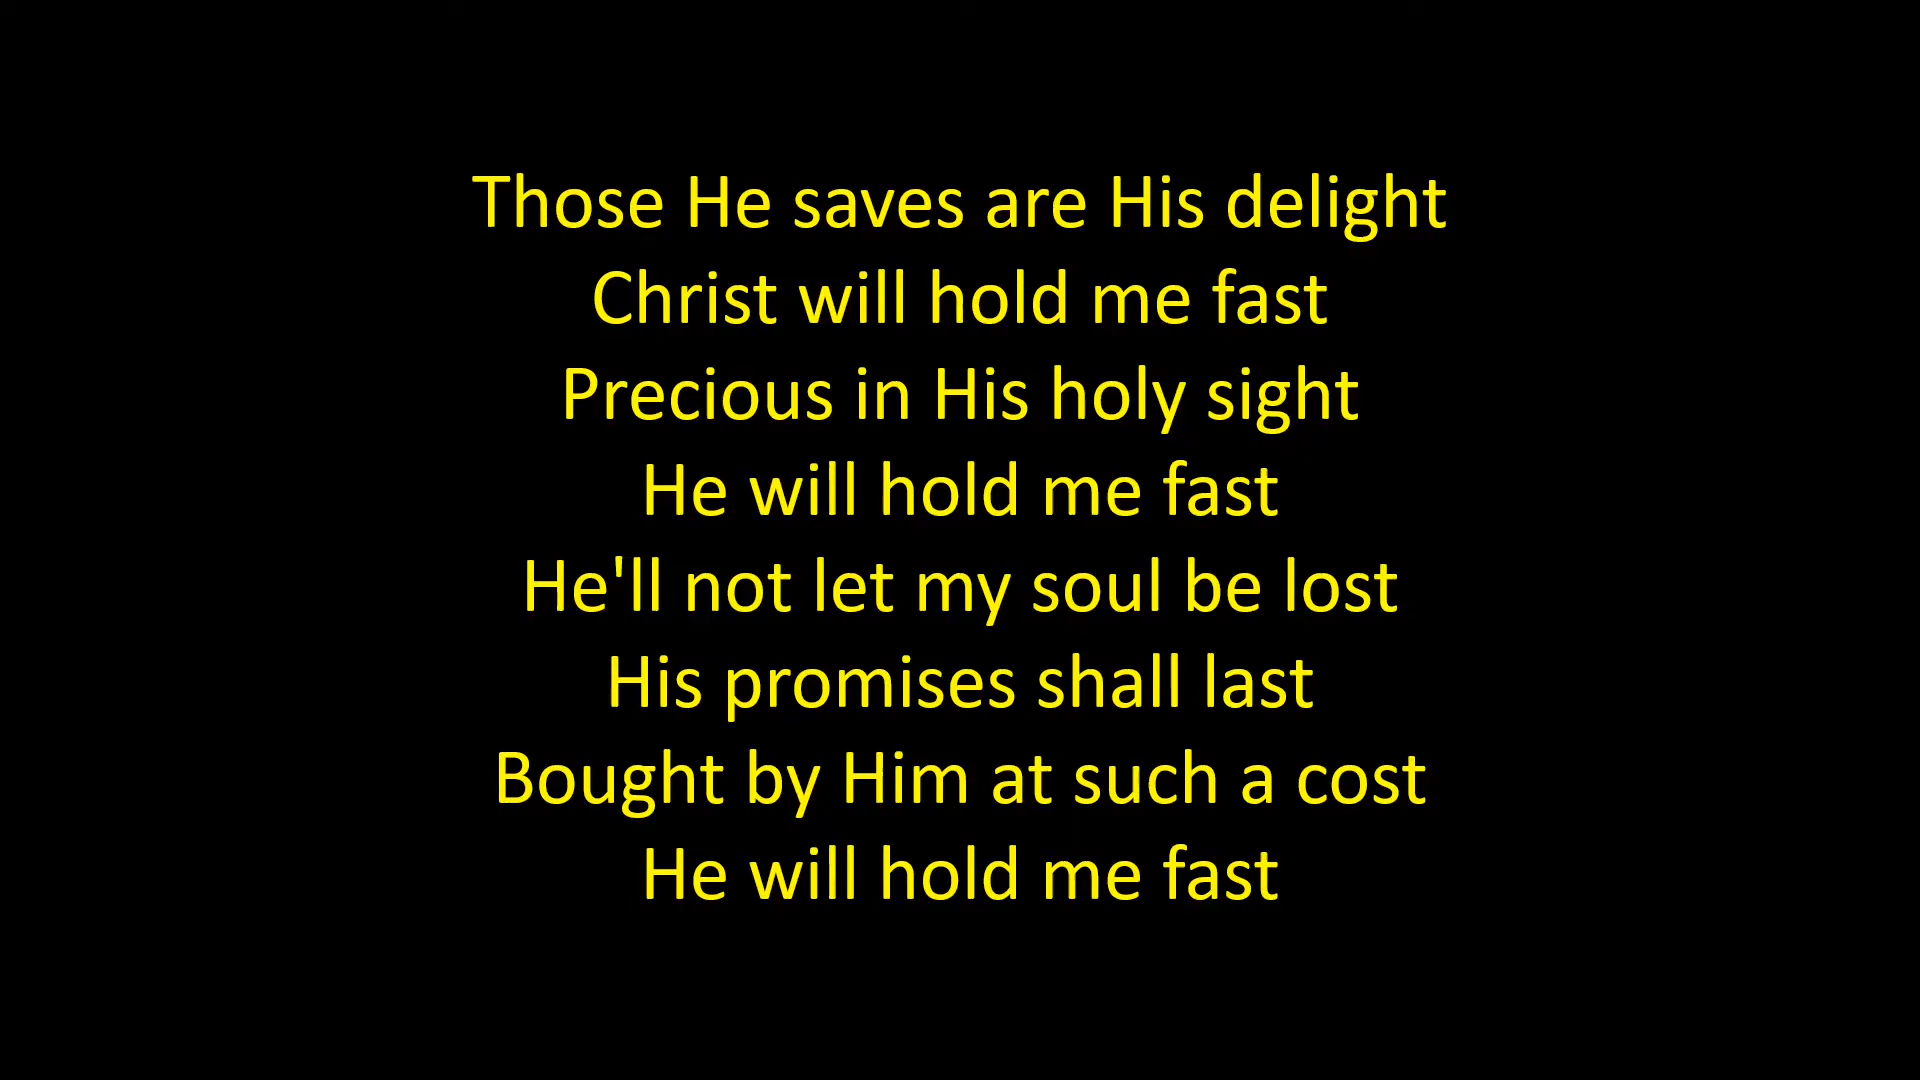 Those He saves are His delight
Christ will hold me fast
Precious in His holy sight
He will hold me fast
He'll not let my soul be lost
His promises shall last
Bought by Him at such a cost
He will hold me fast